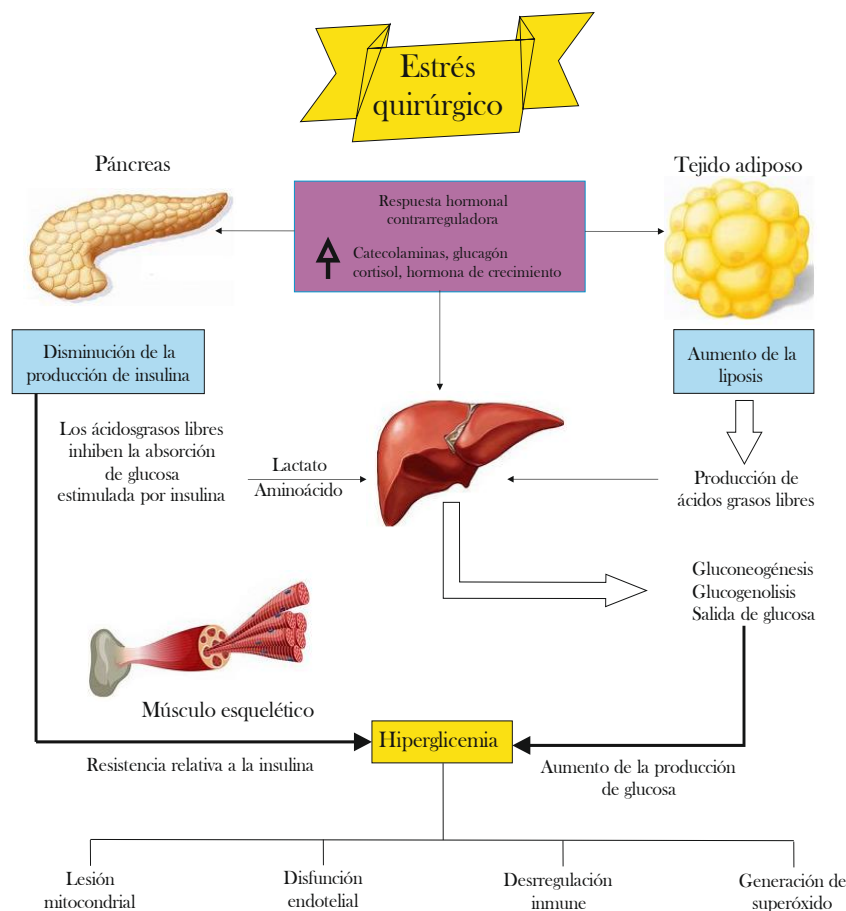 Estrés
quirúrgico
Páncreas
Tejido adiposo
Respuesta hormonal
contrarreguladora
Catecolaminas, glucagón
cortisol, hormona de crecimiento
Disminución de la
producción de insulina
Aumento de la
liposis
Los ácidosgrasos libres
inhiben la absorción
de glucosa
estimulada por insulina
Lactato
Aminoácido
Producción de
ácidos grasos libres
Gluconeogénesis
Glucogenolisis
Salida de glucosa
Músculo esquelético
Hiperglicemia
Resistencia relativa a la insulina
Aumento de la producción
de glucosa
Lesión
mitocondrial
Disfunción
endotelial
Desrregulación
inmune
Generación de
superóxido